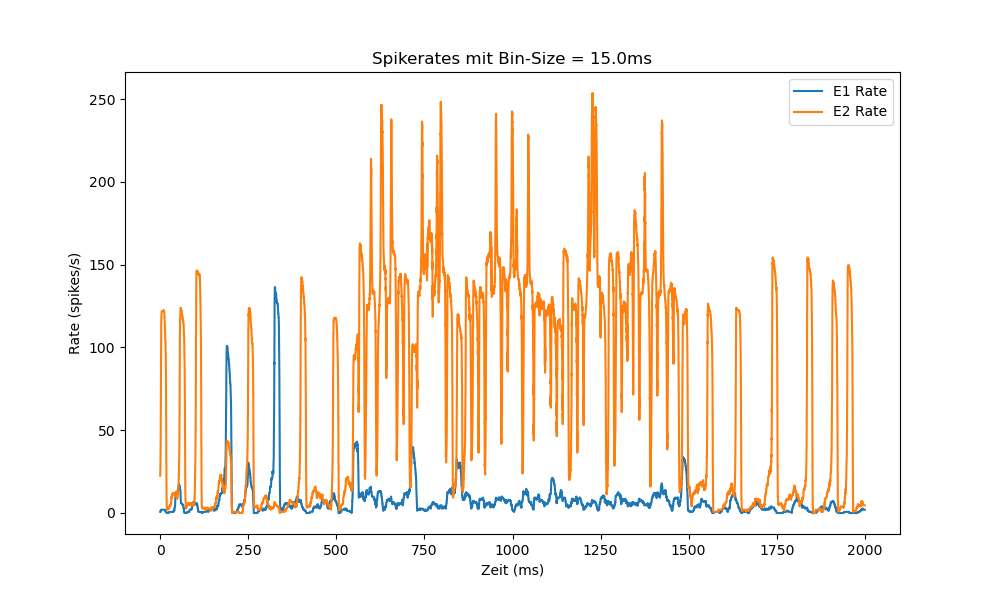 Spikerates mit Bin-Size = 15.0ms
E1 Rate
E2 Rate
Rate (spikes/s)
250
200
150
100
50
0
0 250 500 750 1000 1250 1500 1750 2000
Zeit (ms)